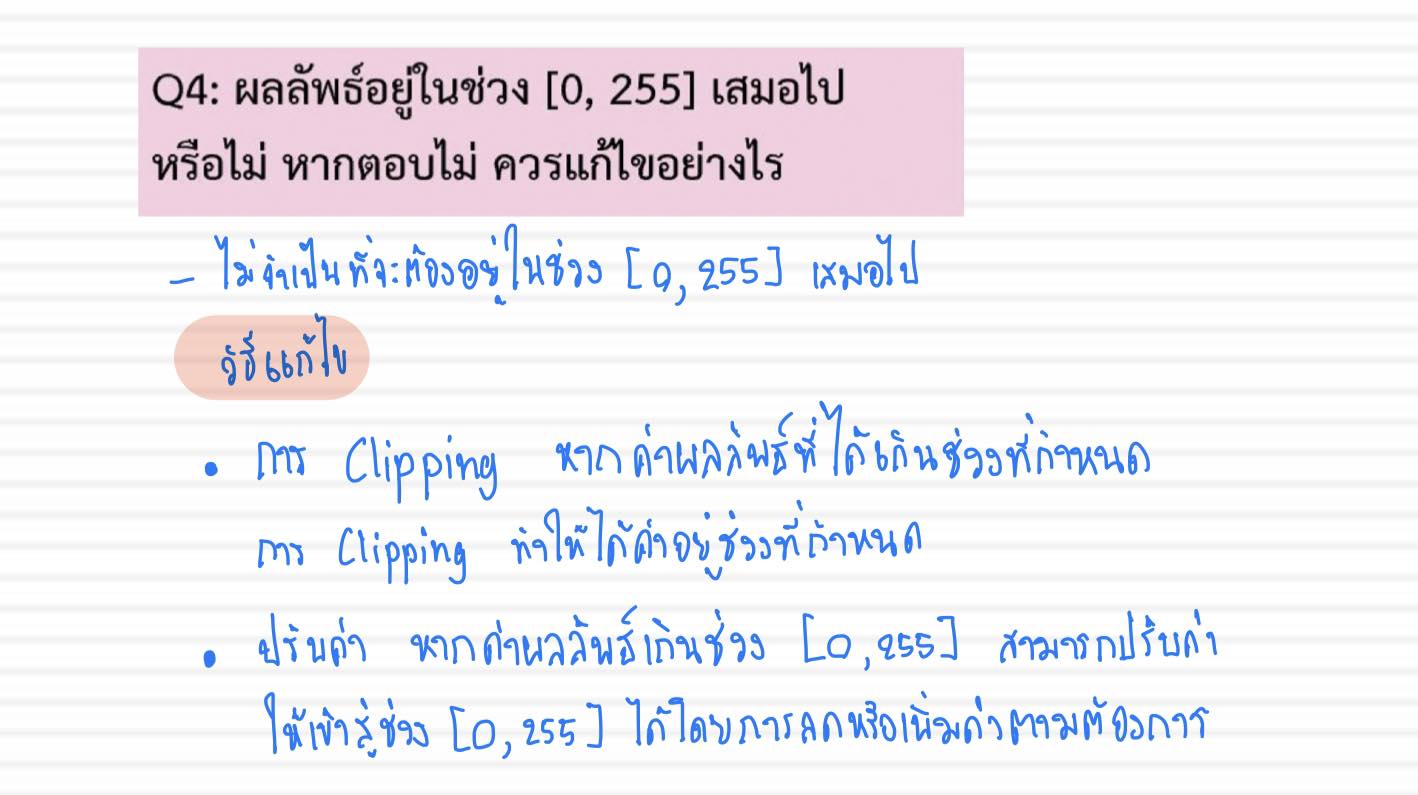 Q4: ผลลัพธ์อยู่ในช่วง [0, 255] เสมอไป
หรือไม่ หากตอบไม่ ควรแก้ไขอย่างไร
- ไม่จำเป็นที่จะต้องอยู่ในช่วง [0, 255] เสมอไป
วิธีแก้ไข
• การ Clipping หากค่าผลลัพธ์ที่ได้เกินช่วงที่กำหนด
การ Clipping ทำให้ได้ค่าอยู่ช่วงที่กำหนด
• ปรับค่า หากค่าผลลัพธ์เกินช่วง [0, 255] สามารถปรับค่า
ให้เข้าสู่ช่วง [0, 255] ได้โดยการลดหรือเพิ่มค่าตามต้องการ